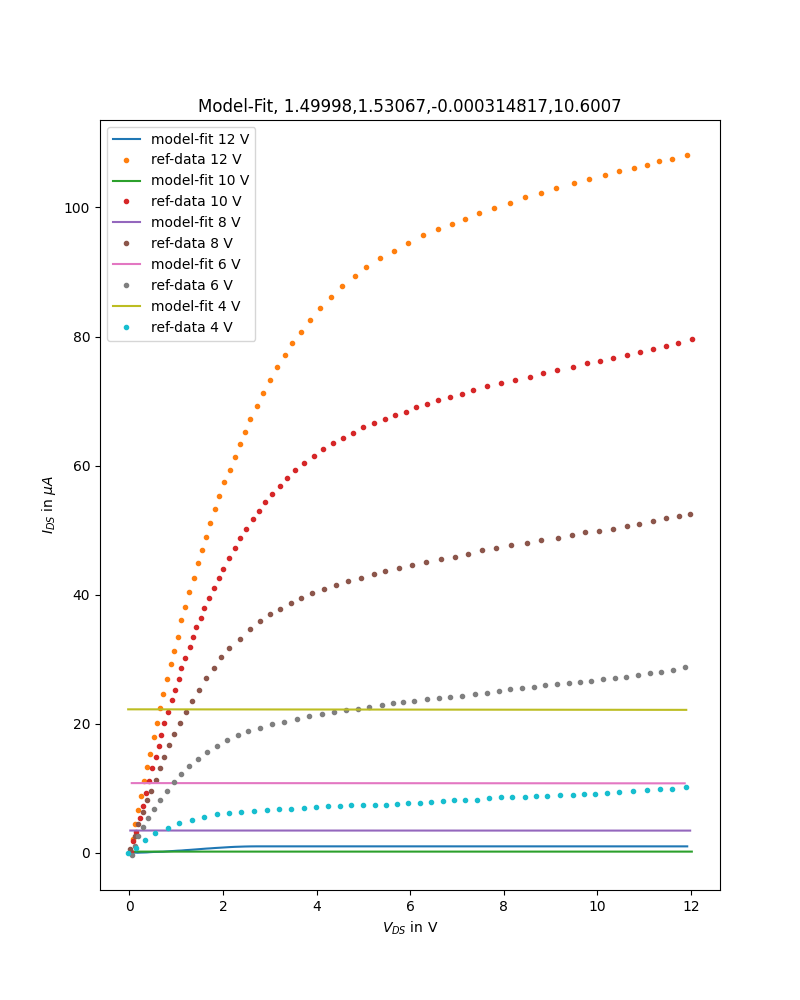 Model-Fit, 1.49998,1.53067,-0.000314817,10.6007
model-fit 12 V
ref-data 12 V
model-fit 10 V
ref-data 10 V
model-fit 8 V
ref-data 8 V
model-fit 6 V
ref-data 6 V
model-fit 4 V
ref-data 4 V
100
80
60
40
20
0
I_{DS} in μA
0 2 4 6 8 10 12
V_{DS} in V